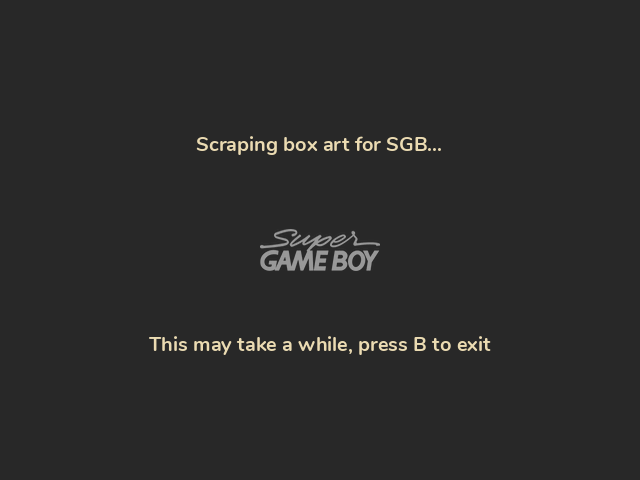 Scraping box art for SGB...
Super
GAME BOY
This may take a while, press B to exit